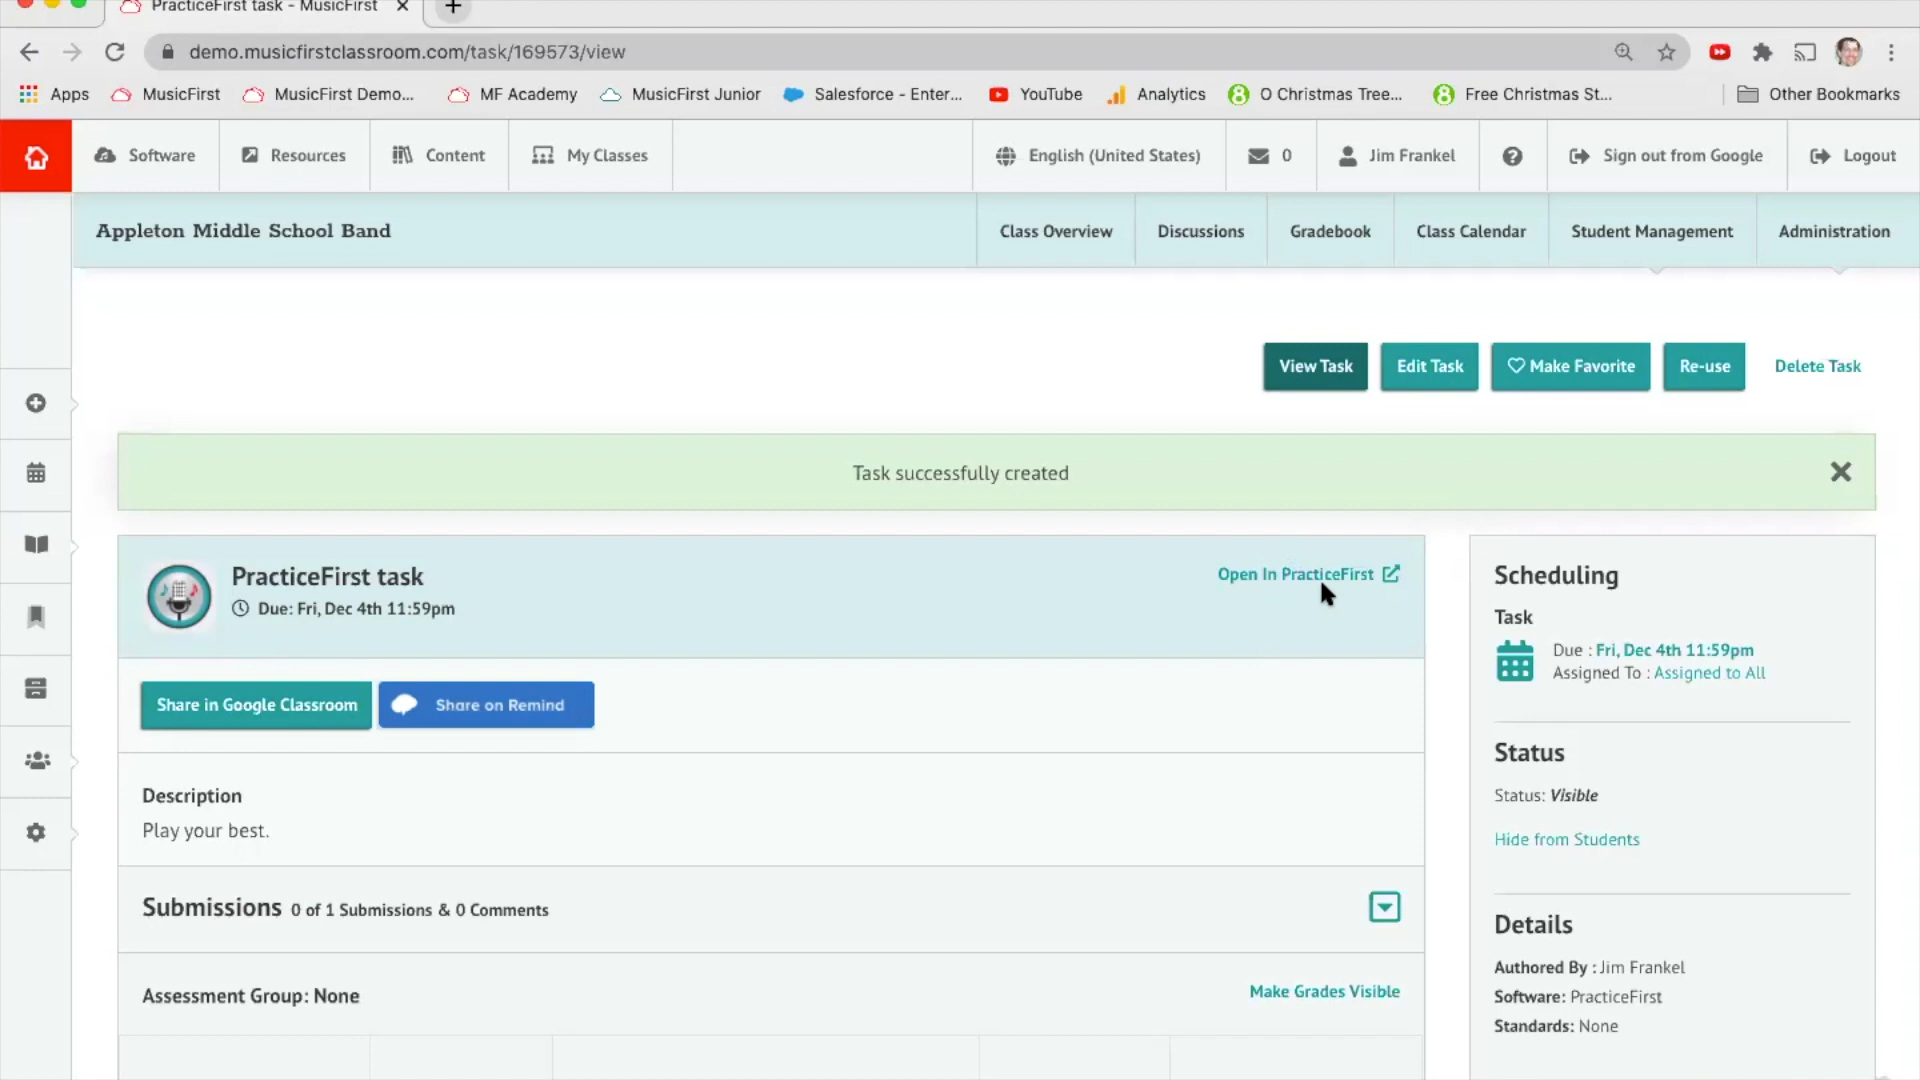 PracticeFirst task - MusicFirst
demo.musicfirstclassroom.com/task/169573/view
Apps MusicFirst MusicFirst Demo... MF Academy MusicFirst Junior Salesforce - Enter... YouTube Analytics O Christmas Tree... Free Christmas St... Other Bookmarks
Software Resources Content My Classes English (United States) 0 Jim Frankel Sign out from Google Logout
Appleton Middle School Band Class Overview Discussions Gradebook Class Calendar Student Management Administration
View Task Edit Task Make Favorite Re-use Delete Task
Task successfully created
PracticeFirst task
Open In PracticeFirst
Due: Fri, Dec 4th 11:59pm
Share in Google Classroom Share on Remind
Description
Play your best.
Submissions 0 of 1 Submissions & 0 Comments
Assessment Group: None
Make Grades Visible
Scheduling
Task
Due : Fri, Dec 4th 11:59pm
Assigned To : Assigned to All
Status
Status: Visible
Hide from Students
Details
Authored By : Jim Frankel
Software: PracticeFirst
Standards: None